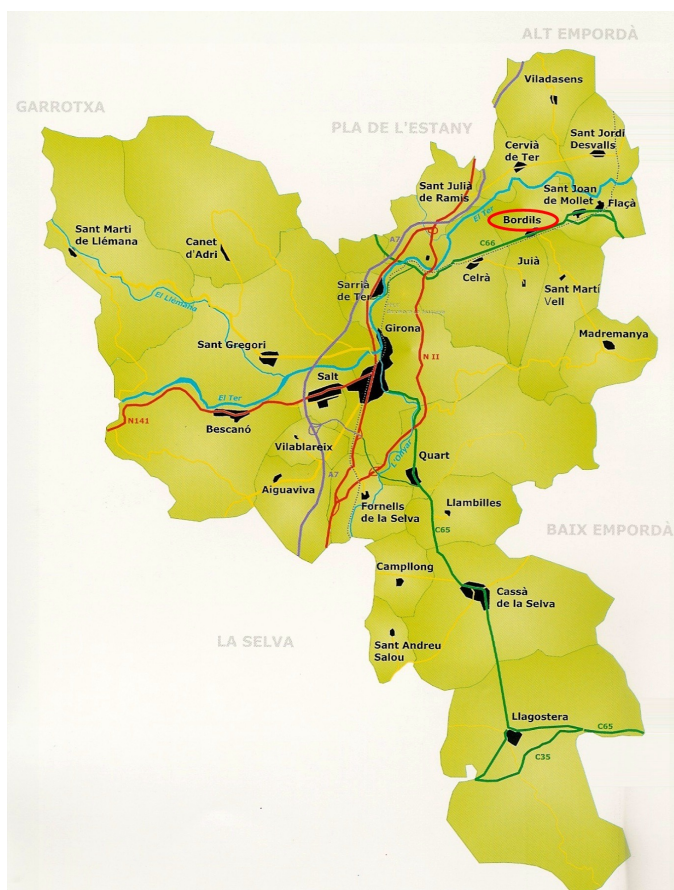 ALT EMPORDÀ
Viladasens
GARROTXA
PLA DE L'ESTANY
Cervià
de Ter
Sant Jordi
Desvalls
Sant Julià
de Ramis
Sant Joan
de Mollet
Flaçà
El Ter
Bordils
Sant Marti
de Llémana
Canet
d'Adri
A7
C66
Celrà
Juià
Sant Martí
Vell
Sarrià
de Ter
El Llémana
Girona
Madremanya
Sant Gregori
N II
Salt
El Ter
N141
Bescanó
Vilablareix
L'Onyar
Quart
A7
Aiguaviva
Fornells
de la Selva
Llambilles
C65
BAIX EMPORDÀ
Campllong
Cassà
de la Selva
LA SELVA
Sant Andreu
Salou
Llagostera
C65
C35